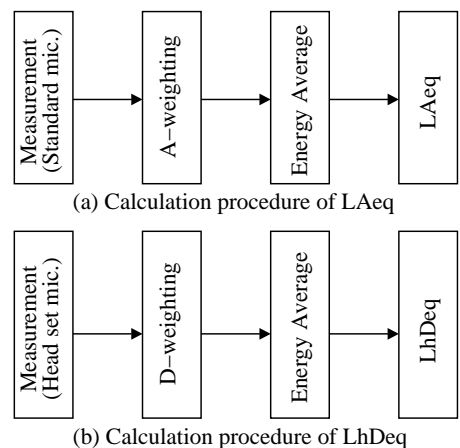 Measurement
(Standard mic.)
A−weighting
Energy Average
LAeq
(a) Calculation procedure of LAeq
Measurement
(Head set mic.)
D−weighting
Energy Average
LhDeq
(b) Calculation procedure of LhDeq